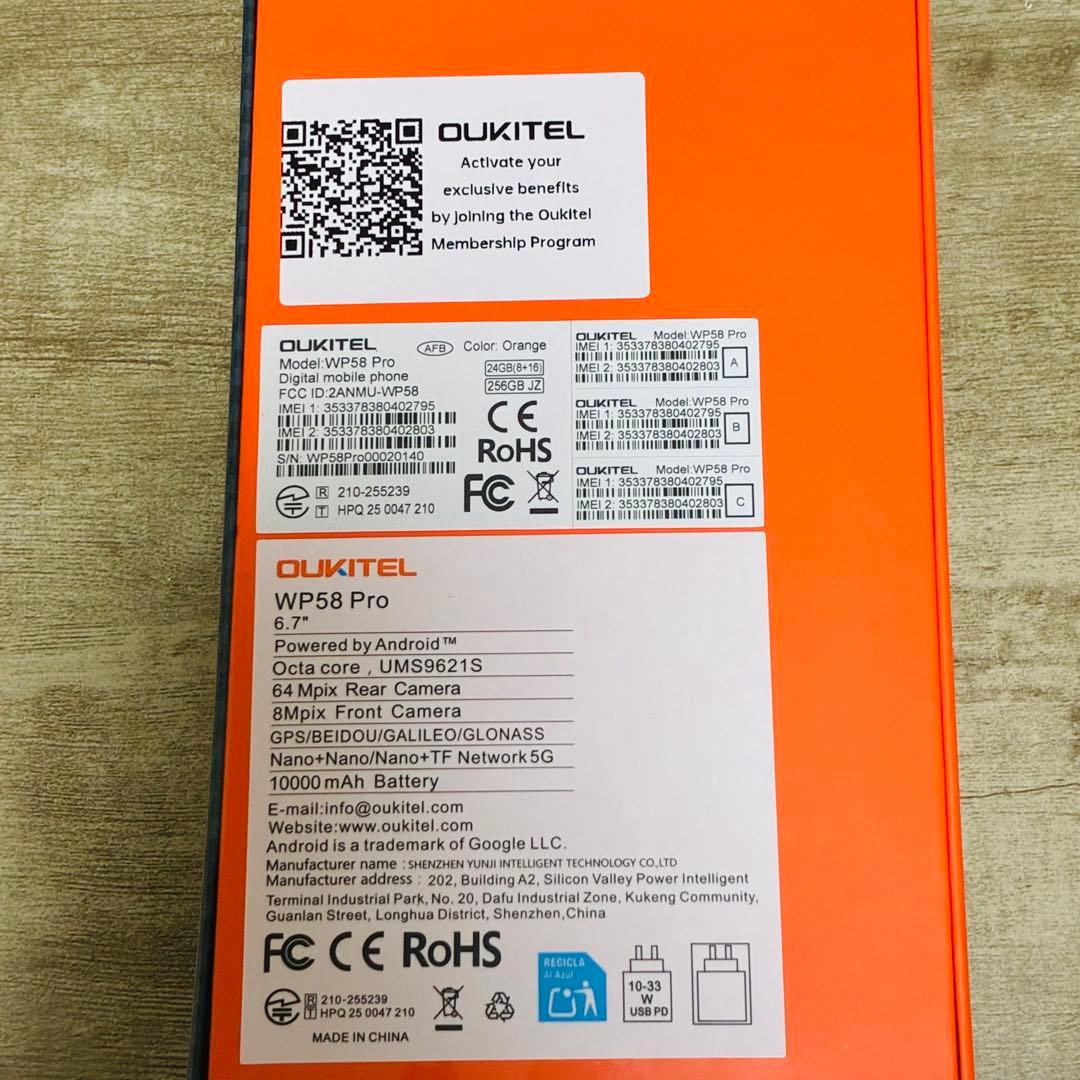 OUKITEL
Activate your
exclusive benefits
by joining the Oukitel
Membership Program
OUKITEL AFB Color: Orange
Model:WP58 Pro
Digital mobile phone
FCC ID:2ANMU-WP58
24GB(8+16)
256GB JZ
IMEI 1: 353378380402795
IMEI 2: 353378380402803
S/N: WP58Pro00020140
CE
RoHS
FC
R 210-255239
T HPQ 25 0047 210
OUKITEL Model:WP58 Pro
IMEI 1: 353378380402795
IMEI 2: 353378380402803
A
OUKITEL Model:WP58 Pro
IMEI 1: 353378380402795
IMEI 2: 353378380402803
B
OUKITEL Model:WP58 Pro
IMEI 1: 353378380402795
IMEI 2: 353378380402803
C
OUKITEL
WP58 Pro
6.7"
Powered by Android™
Octa core , UMS9621S
64 Mpix Rear Camera
8Mpix Front Camera
GPS/BEIDOU/GALILEO/GLONASS
Nano+Nano/Nano+TF Network 5G
10000 mAh Battery
E-mail:info@oukitel.com
Website:www.oukitel.com
Android is a trademark of Google LLC.
Manufacturer name : SHENZHEN YUNJI INTELLIGENT TECHNOLOGY CO.,LTD
Manufacturer address : 202, Building A2, Silicon Valley Power Intelligent
Terminal Industrial Park, No. 20, Dafu Industrial Zone, Kukeng Community,
Guanlan Street, Longhua District, Shenzhen,China
FC CE RoHS
R 210-255239
T HPQ 25 0047 210
MADE IN CHINA
RECICLA
Al Azul
10-33
W
USB PD